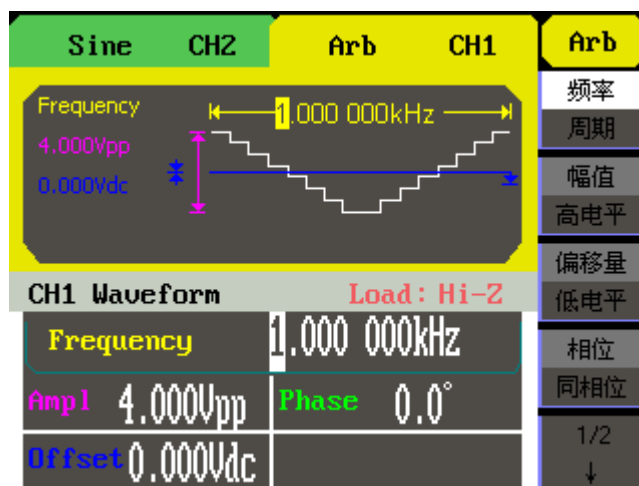 Sine CH2 Arb CH1 Arb
Frequency 1.000 000kHz
4.000Vpp
0.000Vdc
CH1 Waveform Load: Hi-Z
Frequency 1.000 000kHz
Ampl 4.000Vpp Phase 0.0°
Offset 0.000Vdc
频率
周期
幅值
高电平
偏移量
低电平
相位
同相位
1/2
↓